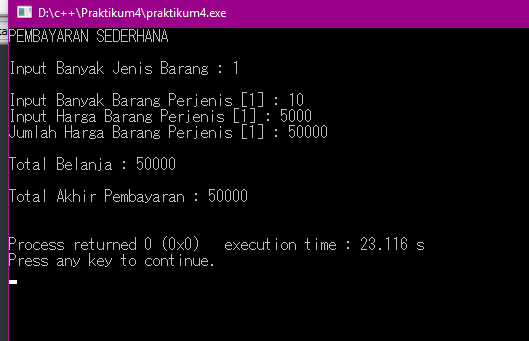 D:\c++\Praktikum4\praktikum4.exe
PEMBAYARAN SEDERHANA
Input Banyak Jenis Barang : 1
Input Banyak Barang Perjenis [1] : 10
Input Harga Barang Perjenis [1] : 5000
Jumlah Harga Barang Perjenis [1] : 50000
Total Belanja : 50000
Total Akhir Pembayaran : 50000
Process returned 0 (0x0)   execution time : 23.116 s
Press any key to continue.